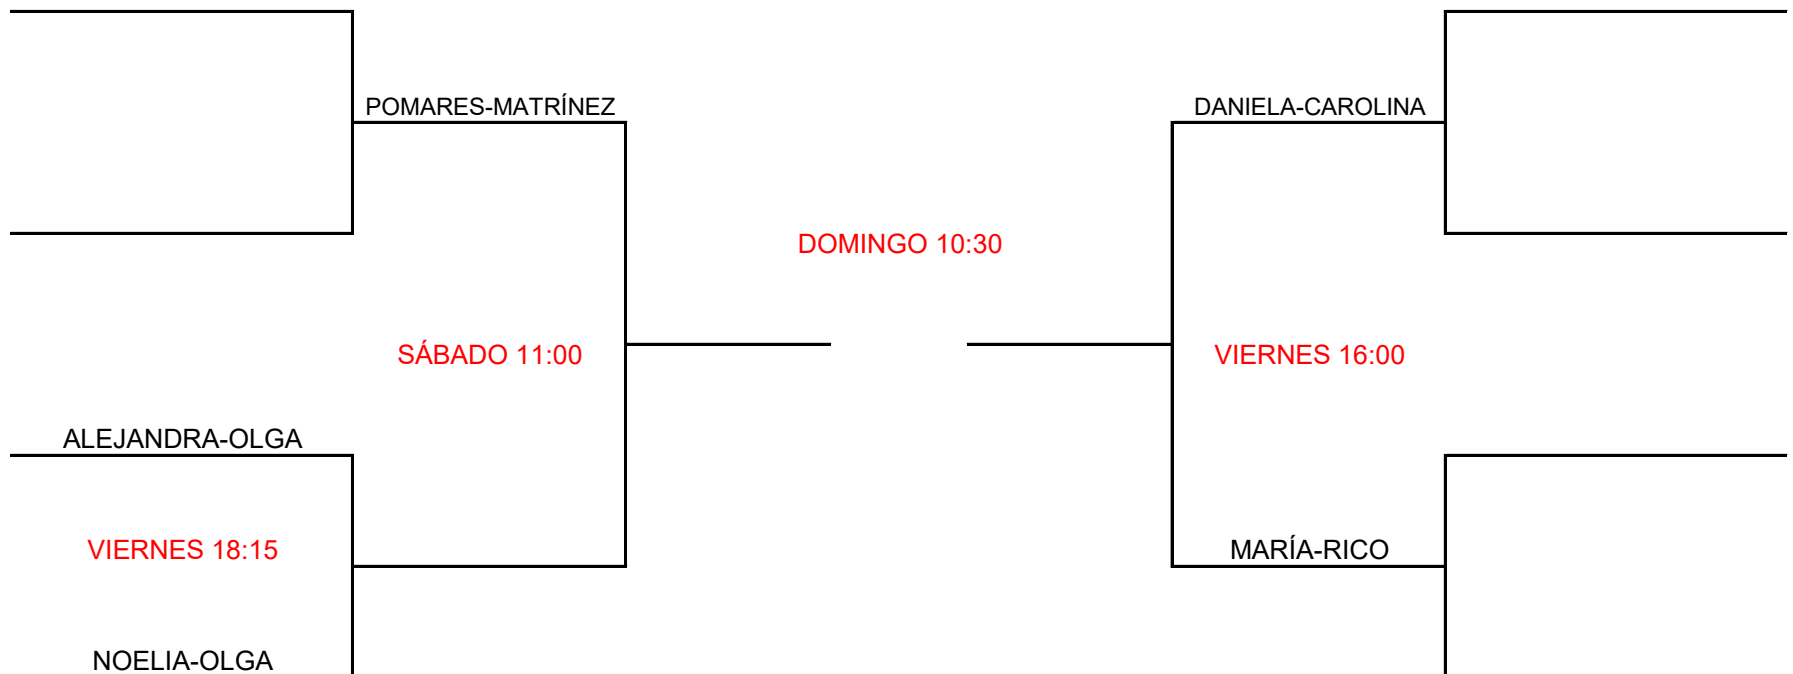 POMARES-MATRÍNEZ
DANIELA-CAROLINA
DOMINGO 10:30
SÁBADO 11:00
VIERNES 16:00
ALEJANDRA-OLGA
VIERNES 18:15
MARÍA-RICO
NOELIA-OLGA